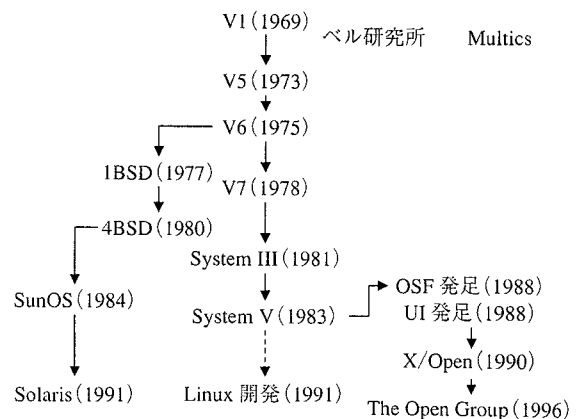 V1(1969)
ベル研究所 Multics
V5(1973)
V6(1975)
1BSD(1977)
V7(1978)
4BSD(1980)
System III(1981)
OSF 発足(1988)
SunOS(1984)
System V(1983)
UI 発足(1988)
X/Open(1990)
Solaris(1991)
Linux 開発(1991)
The Open Group(1996)